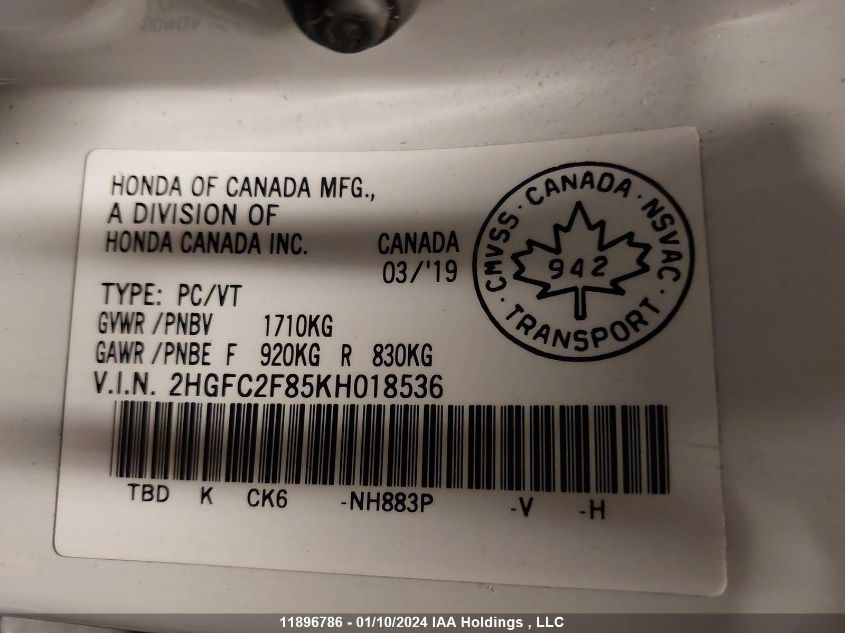 HONDA OF CANADA MFG.,
A DIVISION OF
HONDA CANADA INC. CANADA
03/'19
CMVSS · CANADA · NSVAC · TRANSPORT ·
942
TYPE: PC/VT
GVWR /PNBV 1710KG
GAWR /PNBE F 920KG R 830KG
V.I.N. 2HGFC2F85KH018536
TBD K CK6 -NH883P -V -H
11896786 - 01/10/2024 IAA Holdings , LLC